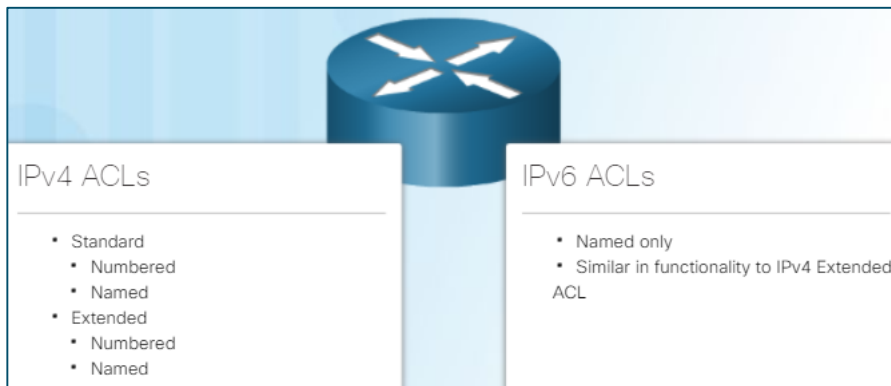 IPv4 ACLs
• Standard
• Numbered
• Named
• Extended
• Numbered
• Named
IPv6 ACLs
• Named only
• Similar in functionality to IPv4 Extended
ACL